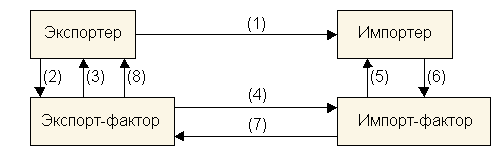 (1)
Экспортер
Импортер
(2)
(3)
(8)
(4)
(5)
(6)
Экспорт-фактор
(7)
Импорт-фактор